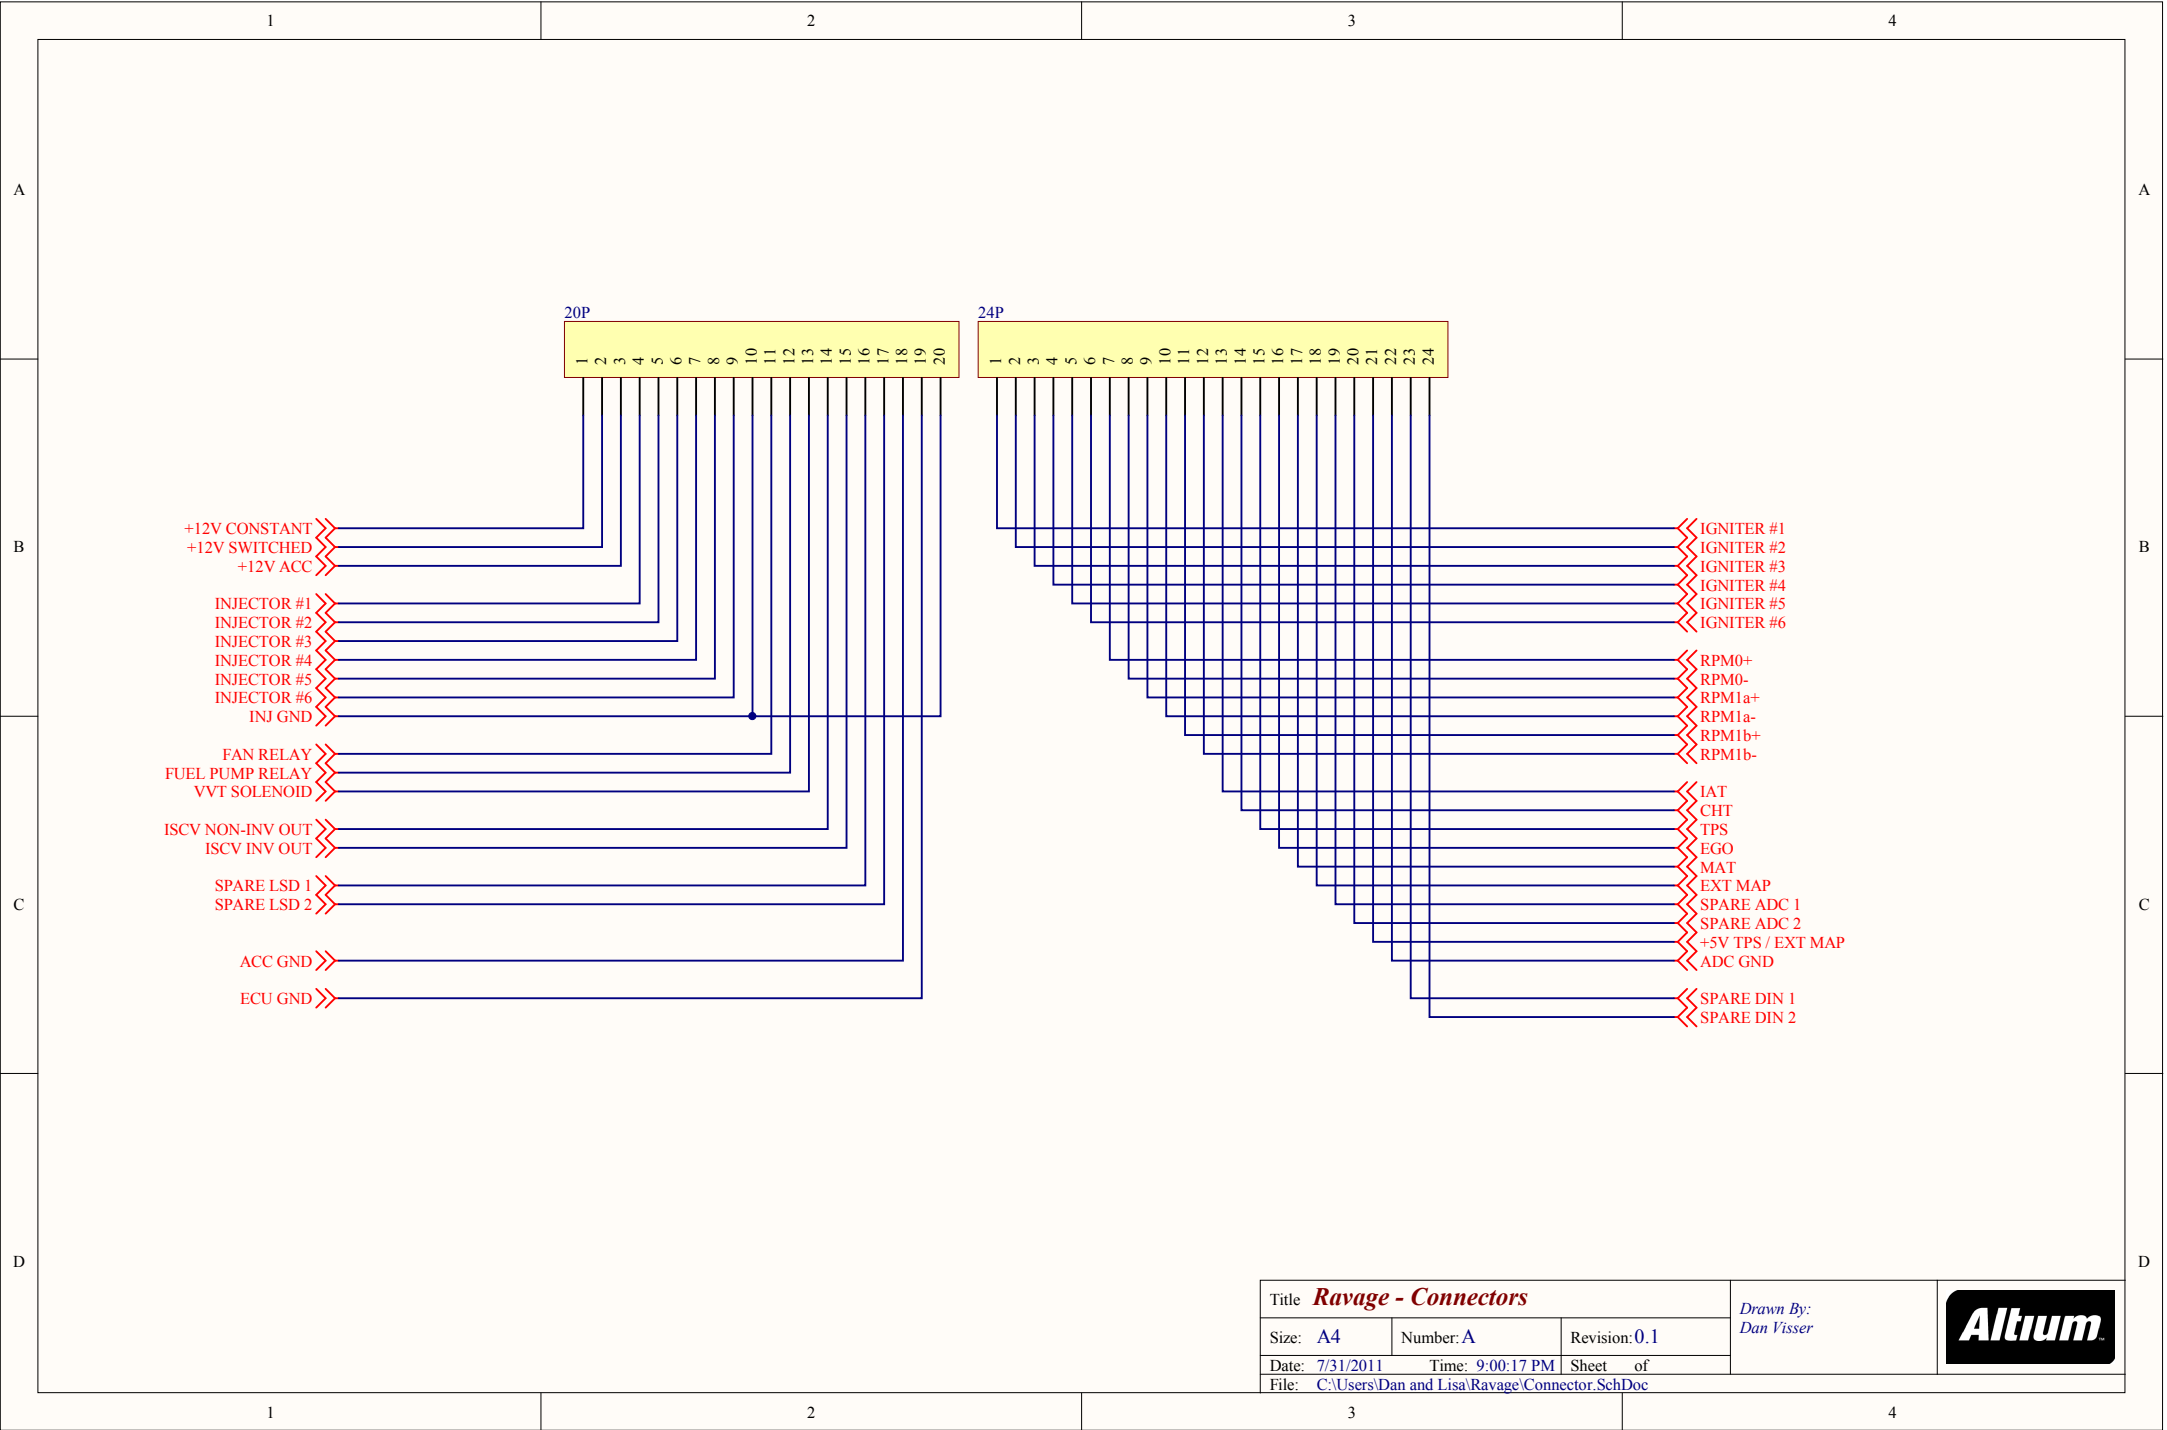 1 2 3 4
A A
20P
1 2 3 4 5 6 7 8 9 10 11 12 13 14 15 16 17 18 19 20
24P
1 2 3 4 5 6 7 8 9 10 11 12 13 14 15 16 17 18 19 20 21 22 23 24
B B
+12V CONSTANT
+12V SWITCHED
+12V ACC
INJECTOR #1
INJECTOR #2
INJECTOR #3
INJECTOR #4
INJECTOR #5
INJECTOR #6
INJ GND
FAN RELAY
FUEL PUMP RELAY
VVT SOLENOID
ISCV NON-INV OUT
ISCV INV OUT
SPARE LSD 1
SPARE LSD 2
ACC GND
ECU GND
IGNITER #1
IGNITER #2
IGNITER #3
IGNITER #4
IGNITER #5
IGNITER #6
RPM0+
RPM0-
RPM1a+
RPM1a-
RPM1b+
RPM1b-
IAT
CHT
TPS
EGO
MAT
EXT MAP
SPARE ADC 1
SPARE ADC 2
+5V TPS / EXT MAP
ADC GND
SPARE DIN 1
SPARE DIN 2
C C
D D
Title Ravage - Connectors
Size: A4 Number: A Revision: 0.1
Date: 7/31/2011 Time: 9:00:17 PM Sheet of
File: C:\Users\Dan and Lisa\Ravage\Connector.SchDoc
Drawn By:
Dan Visser
Altium
1 2 3 4